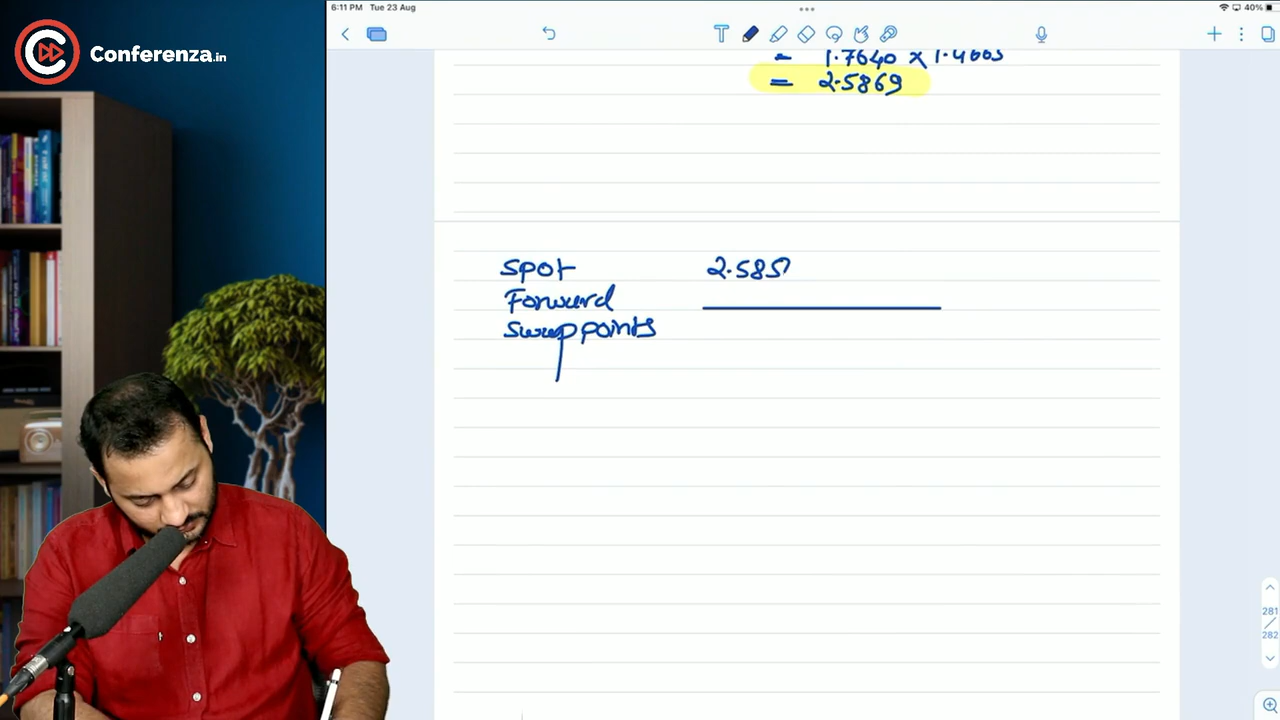 6:11 PM Tue 23 Aug
40%
Conferenza.in
= 1.7640 × 1.4665
= 2.5869
Spot 2.585
Forward
Swap points
T
281
282